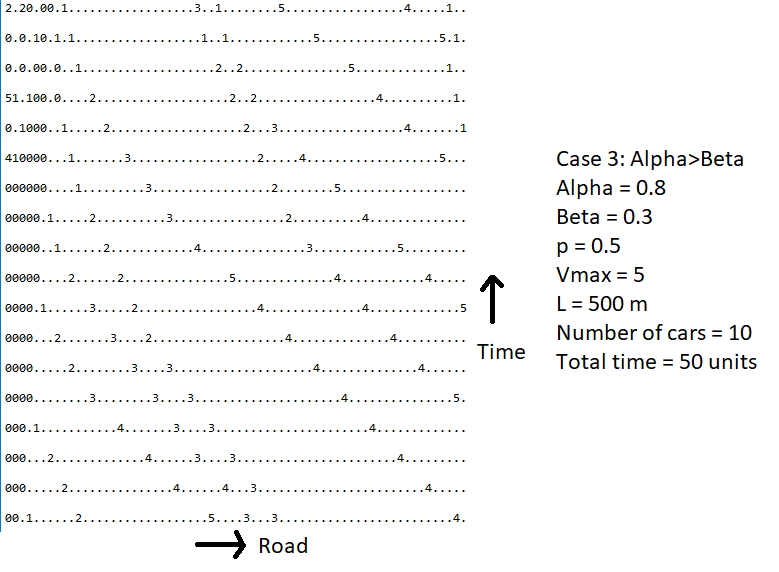 2.20.00.1..................3..1........5.................4.....1..
0.0.10.1.1..................1..1............5.................5.1.
0.0.00.0..1...................2..2...............5.............1..
51.100.0....2...................2..2.................4..........1.
0.1000..1.....2...................2...3..................4.......1
410000...1.......3..................2.....4...................5...
000000....1.........3.................2........5..................
00000.1.....2..........3................2..........4..............
00000..1......2............4...............3............5.........
00000....2......2...............5..............4............4.....
0000.1......3.....2.................4..............4.............5
0000...2.......3....2...................4..............4..........
0000.....2........3....3....................4..............4......
0000........3........3....3.....................4...............5.
000.1...........4.......3....3......................4.............
000...2.............4......3....3.......................4.........
000.....2...............4......4...3........................4.....
00.1......2..................5....3...3.........................4.
Time
Road
Case 3: Alpha>Beta
Alpha = 0.8
Beta = 0.3
p = 0.5
Vmax = 5
L = 500 m
Number of cars = 10
Total time = 50 units